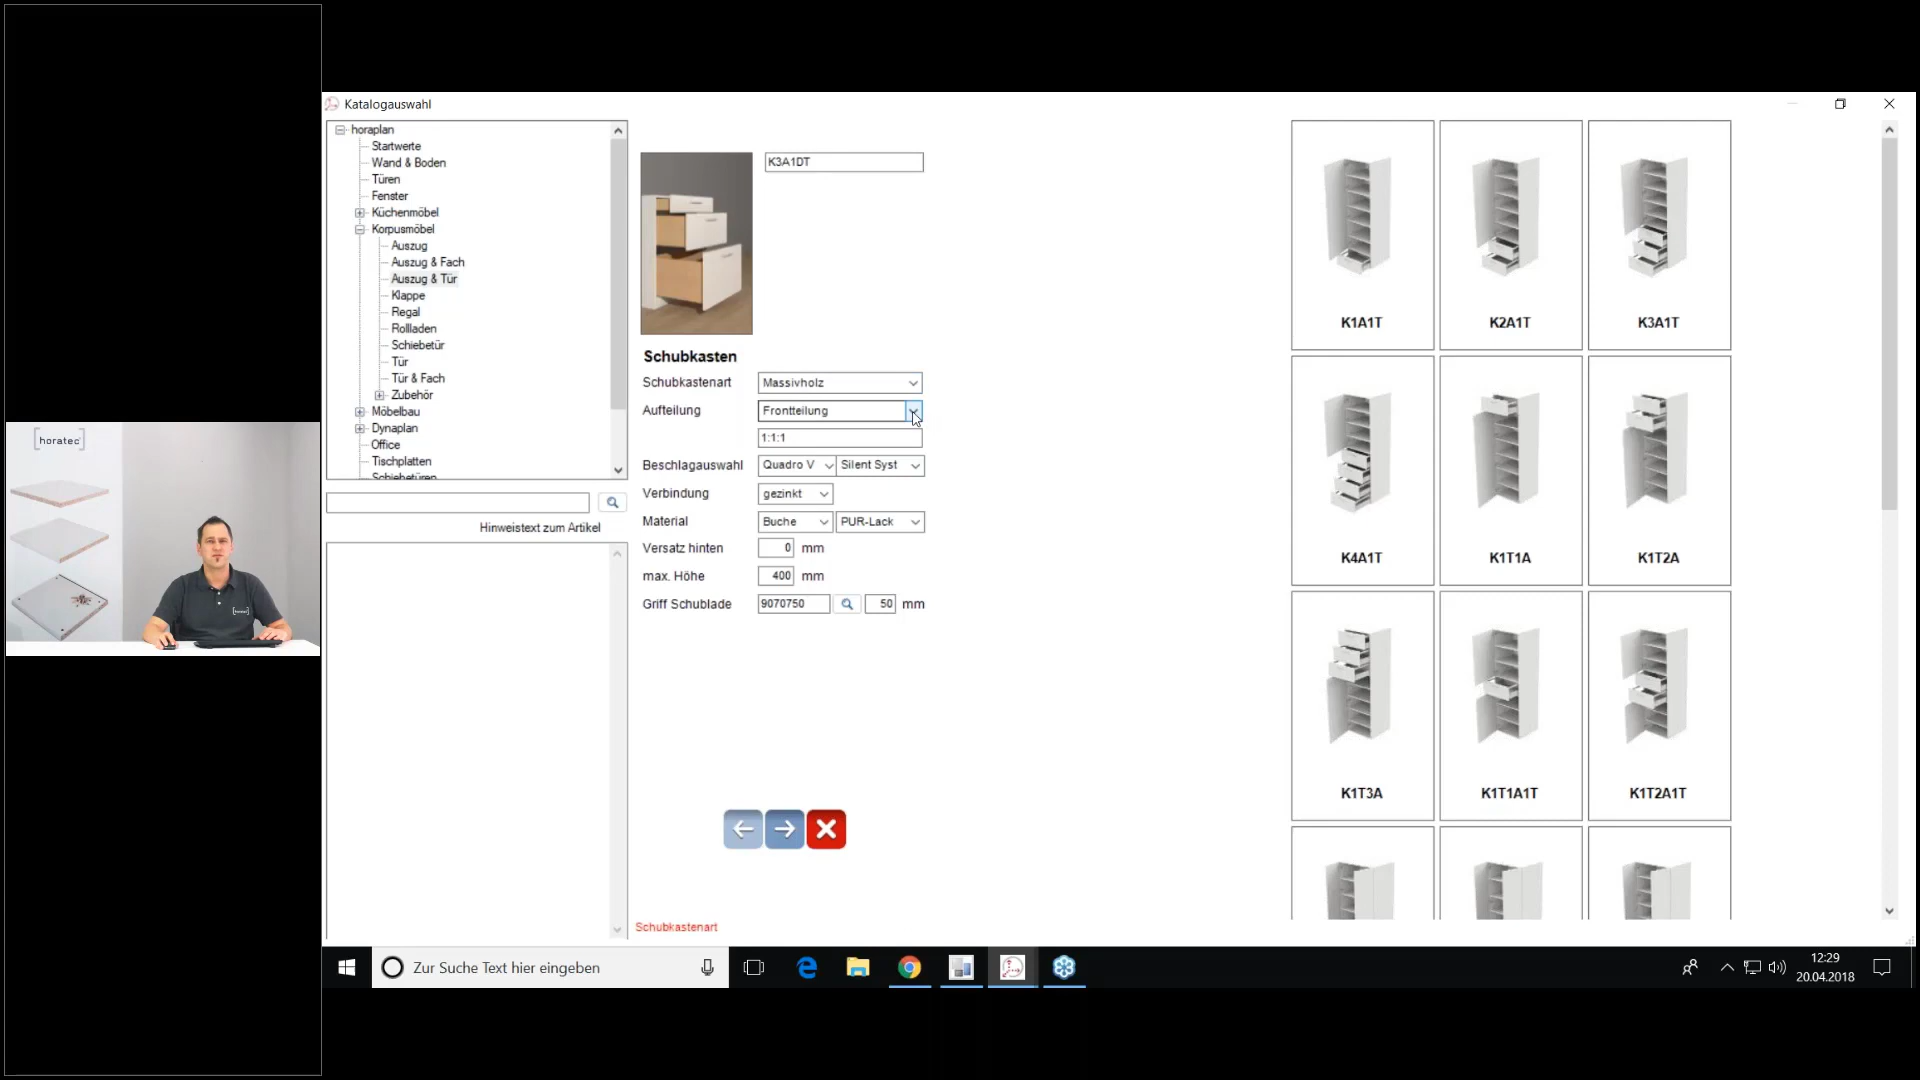 Katalogauswahl
horaplan
Startwerte
Wand & Boden
Türen
Fenster
Küchenmöbel
Korpusmöbel
Auszug
Auszug & Fach
Auszug & Tür
Klappe
Regal
Rollladen
Schiebetür
Tür
Tür & Fach
Zubehör
Möbelbau
Dynaplan
Office
Tischplatten
Schiebetüren
Hinweistext zum Artikel
K3A1DT
Schubkasten
Schubkastenart Massivholz
Aufteilung Frontteilung
1:1:1
Beschlagauswahl Quadro V Silent Syst
Verbindung gezinkt
Material Buche PUR-Lack
Versatz hinten 0 mm
max. Höhe 400 mm
Griff Schublade 9070750 50 mm
Schubkastenart
K1A1T K2A1T K3A1T
K4A1T K1T1A K1T2A
K1T3A K1T1A1T K1T2A1T
[horatec]
[horatec]
Zur Suche Text hier eingeben
12:29
20.04.2018